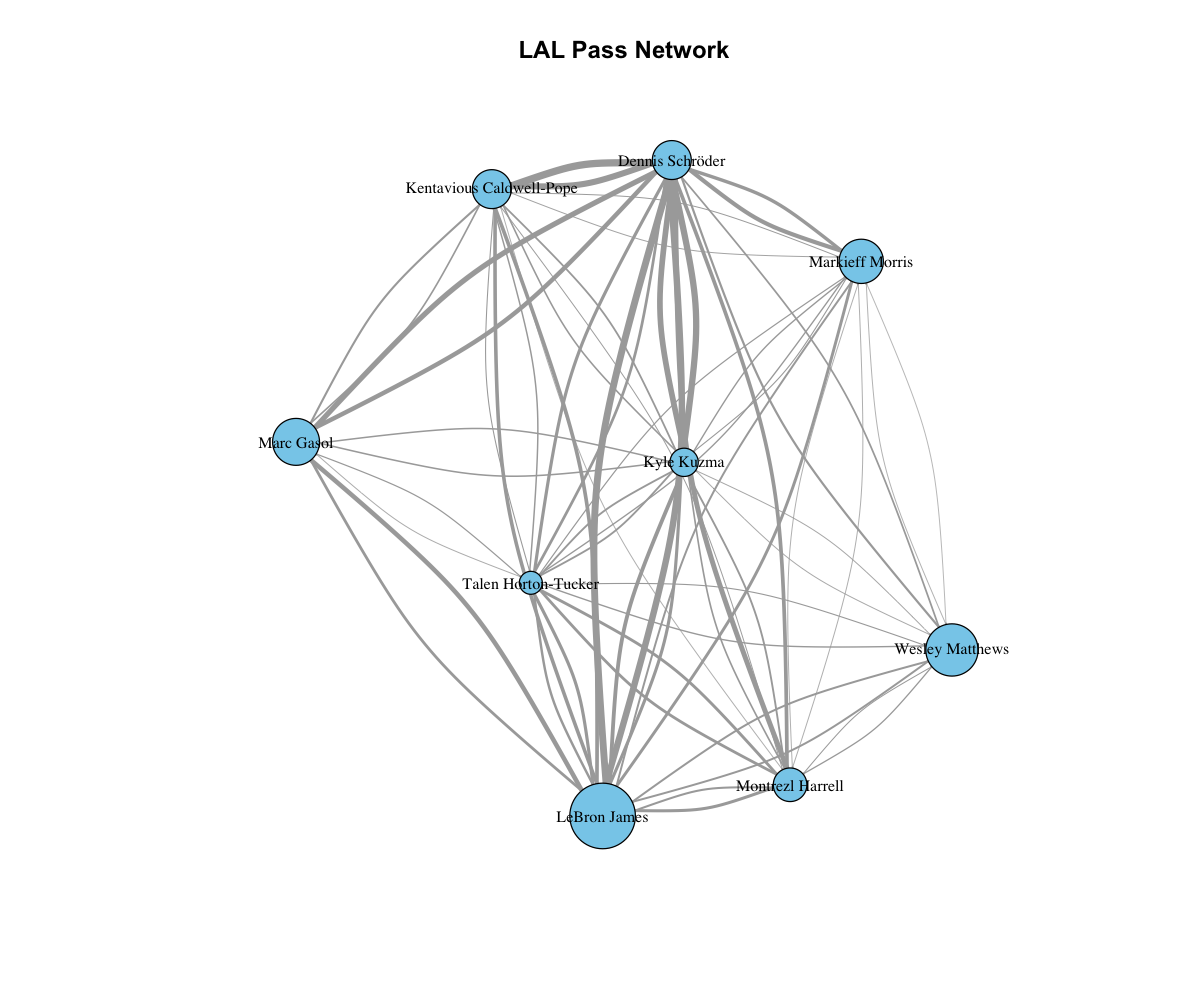 LAL Pass Network
Dennis Schröder
Kentavious Caldwell-Pope
Markieff Morris
Marc Gasol
Kyle Kuzma
Talen Horton-Tucker
Wesley Matthews
Montrezl Harrell
LeBron James